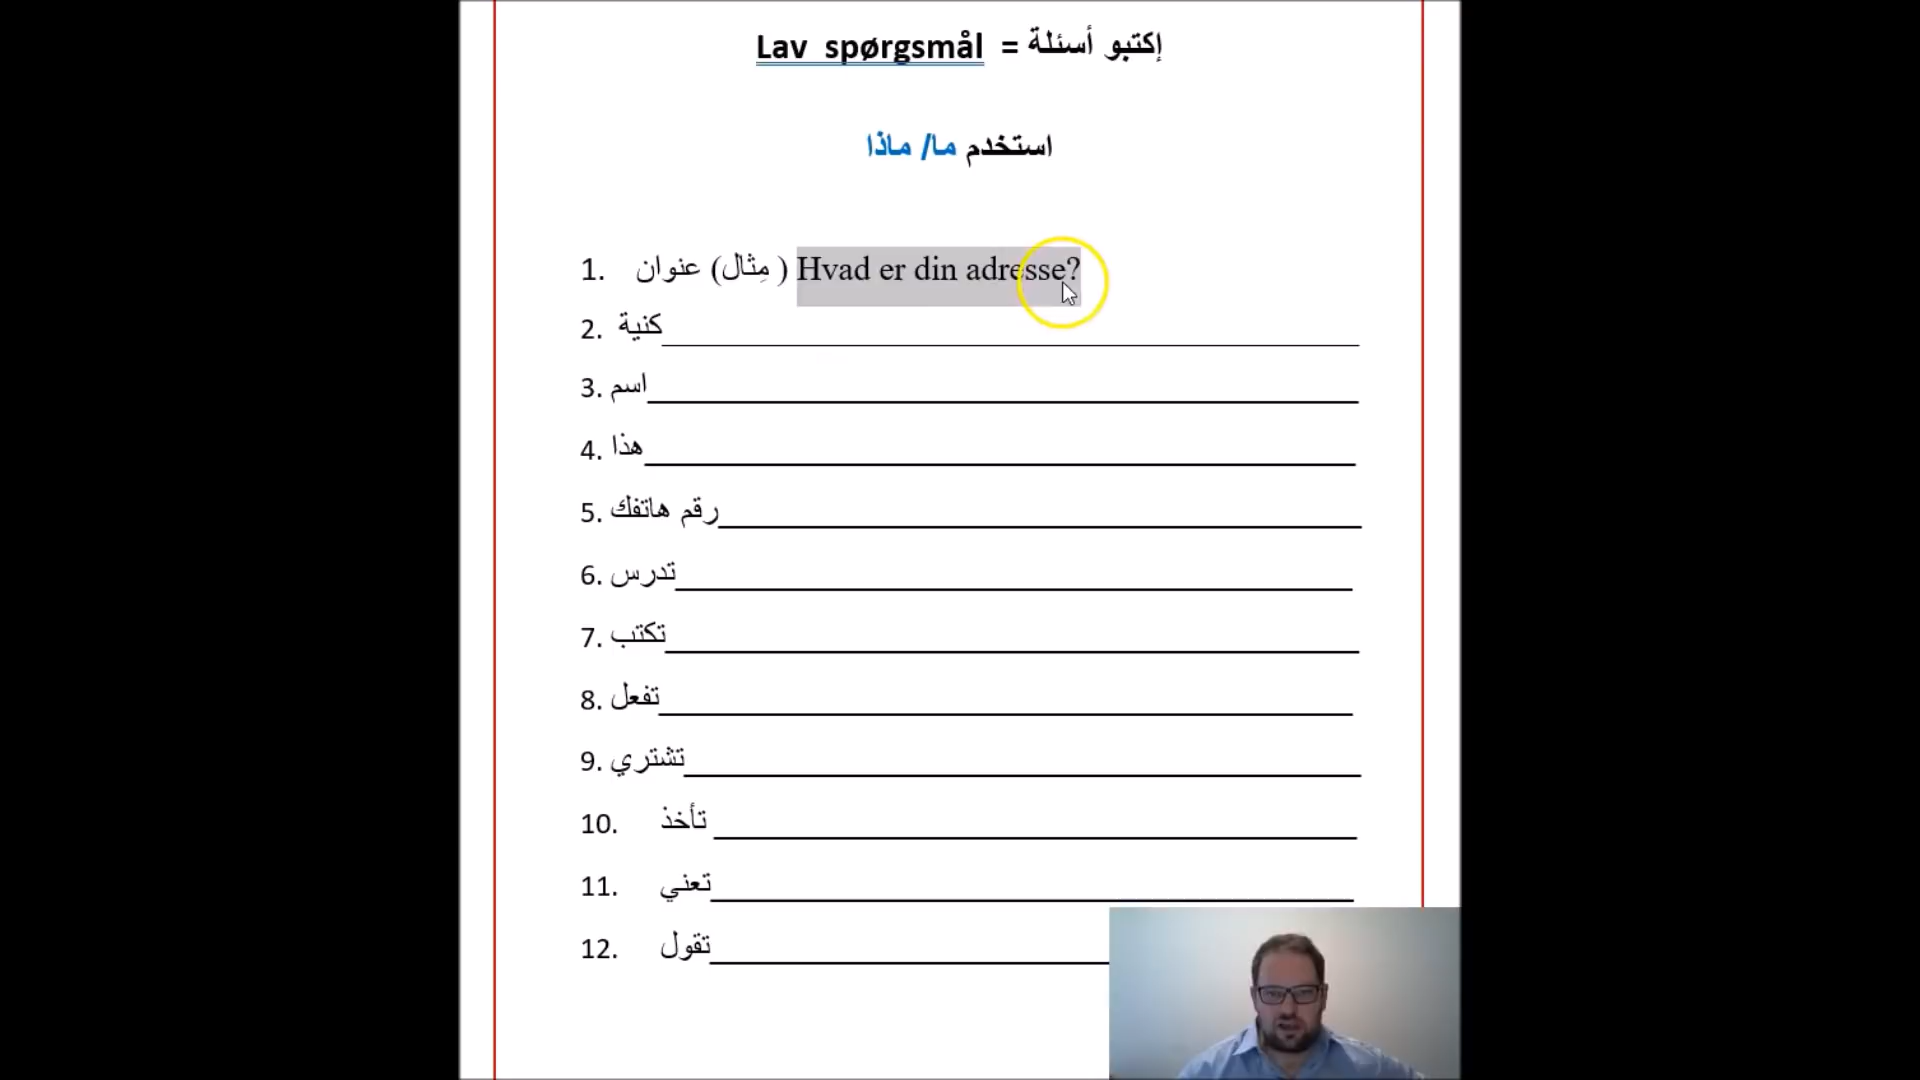 Lav spørgsmål = إكتبو أسئلة
استخدم ما/ ماذا
1. عنوان (مِثال ) Hvad er din adresse?
2. كنية
3. اسم
4. هذا
5. رقم هاتفك
6. تدرس
7. تكتب
8. تفعل
9. تشتري
10. تأخذ
11. تعني
12. تقول